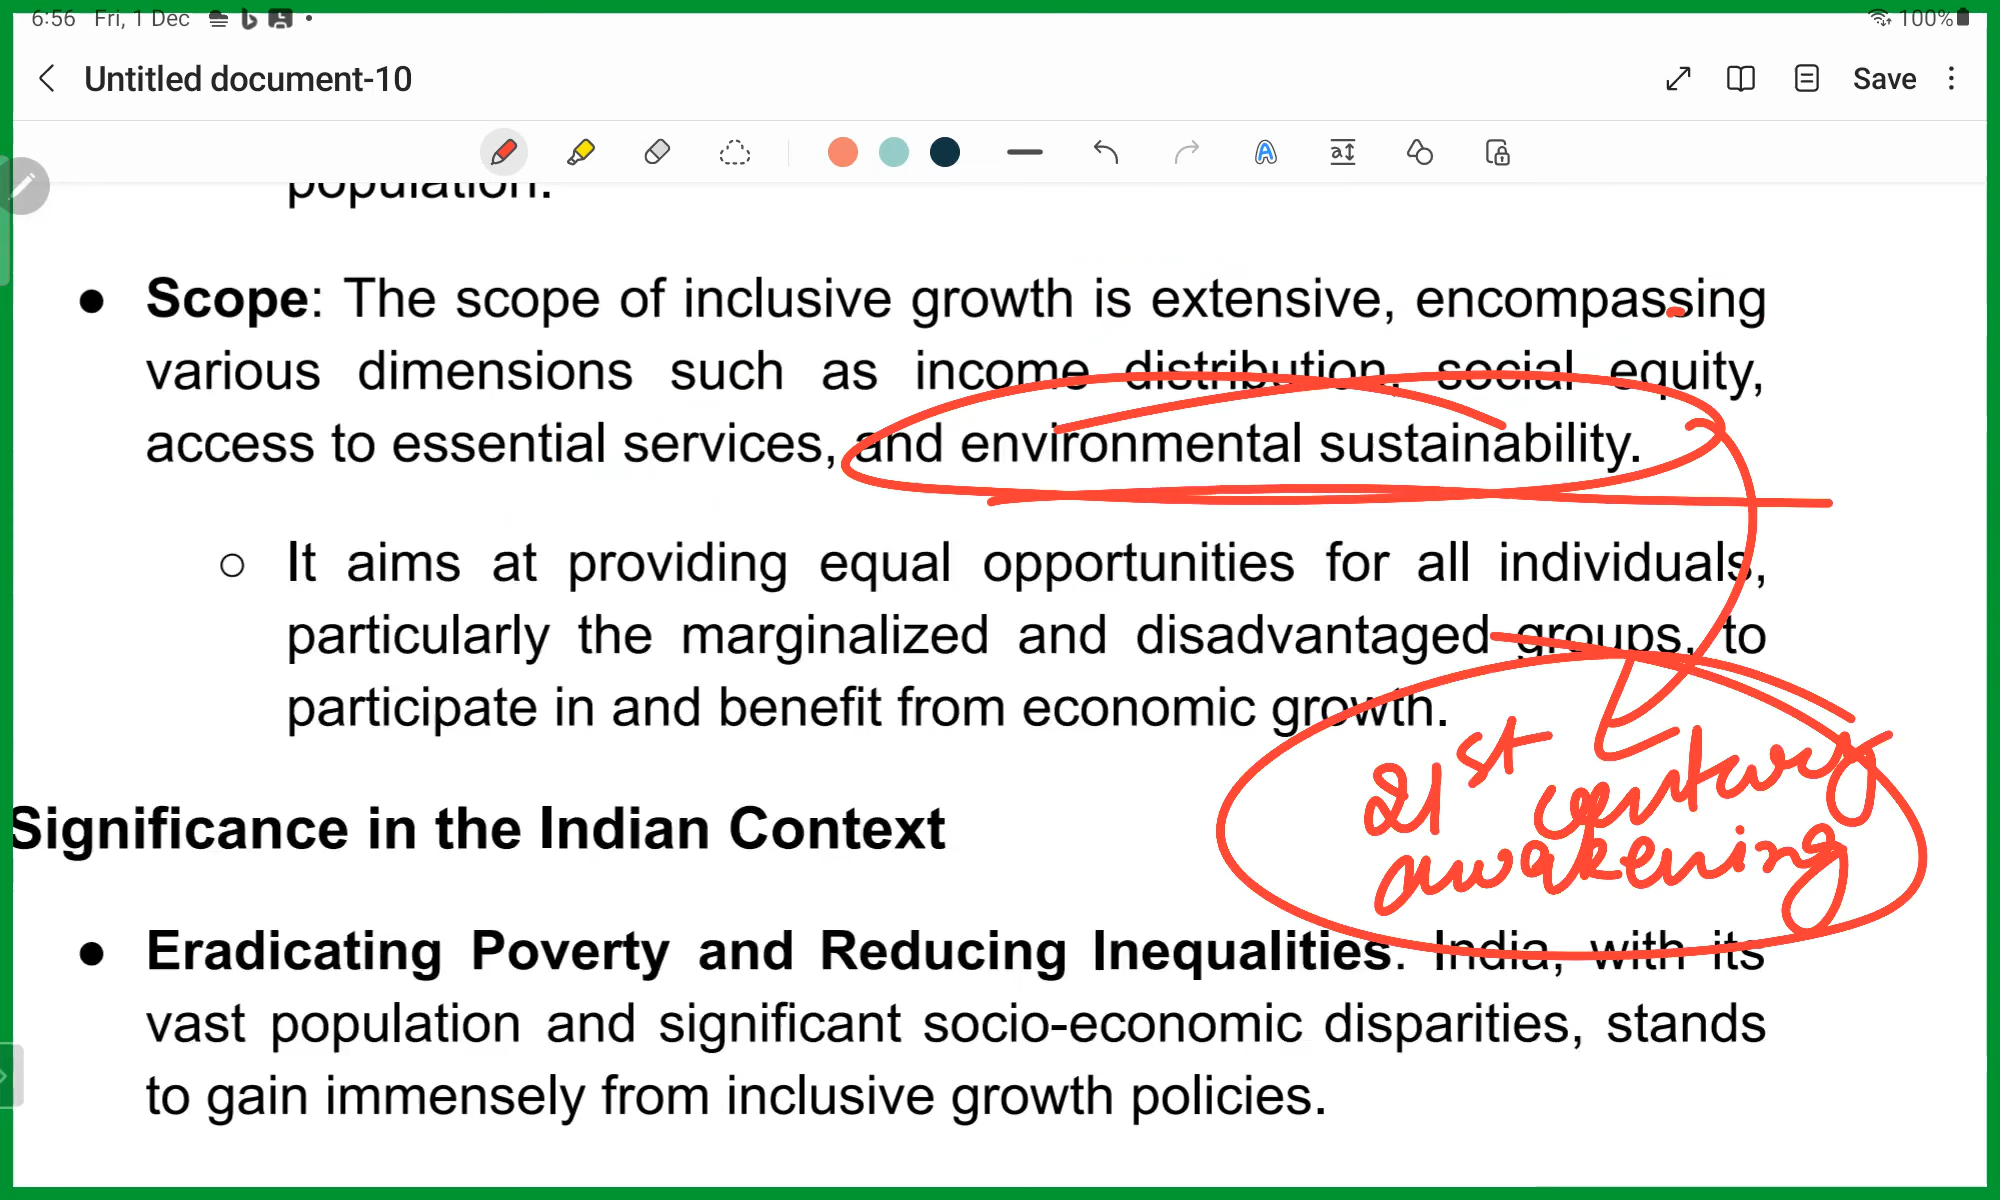 6:56 Fri, 1 Dec
100%
Untitled document-10
Save
population.
● Scope: The scope of inclusive growth is extensive, encompassing
various dimensions such as income distribution, social equity,
access to essential services, and environmental sustainability.
○ It aims at providing equal opportunities for all individuals,
particularly the marginalized and disadvantaged groups, to
participate in and benefit from economic growth.
21st century
awakening
Significance in the Indian Context
● Eradicating Poverty and Reducing Inequalities: India, with its
vast population and significant socio-economic disparities, stands
to gain immensely from inclusive growth policies.